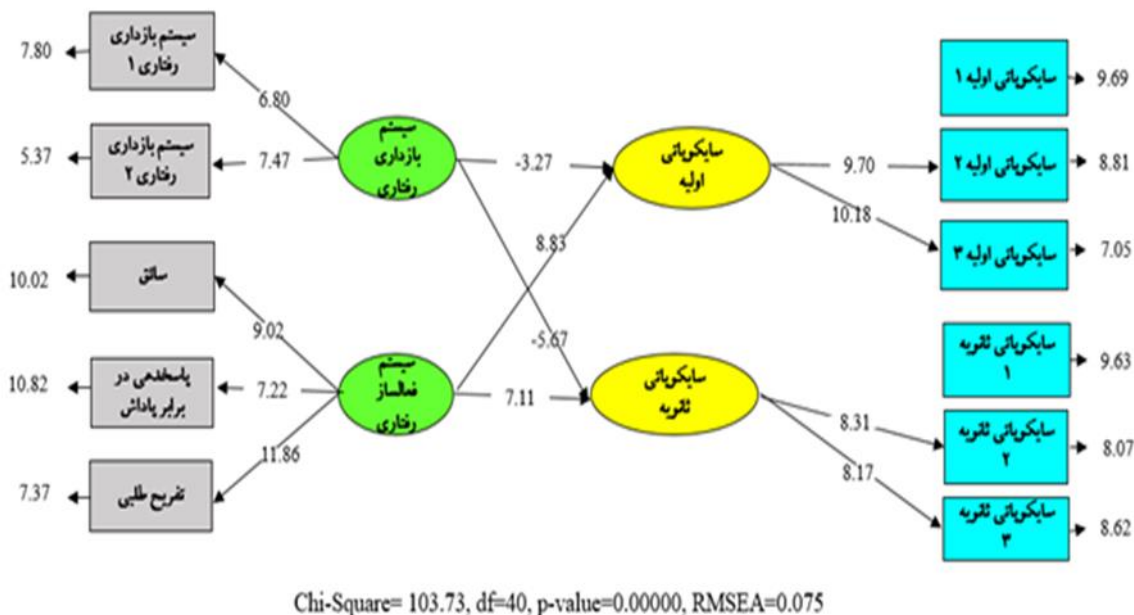 سیستم بازداری
رفتاری ۱
7.80
6.80
سیستم بازداری
رفتاری ۲
5.37
7.47
سائق
10.02
9.02
پاسخدهی در
برابر پاداش
10.82
7.22
تفریح طلبی
7.37
11.86
سیستم
بازداری
رفتاری
سیستم
فعالساز
رفتاری
-3.27
8.83
-5.67
7.11
سایکوپاتی
اولیه
سایکوپاتی
ثانویه
9.70
10.18
8.31
8.17
سایکوپاتی اولیه ۱
9.69
سایکوپاتی اولیه ۲
8.81
سایکوپاتی اولیه ۳
7.05
سایکوپاتی ثانویه
1
9.63
سایکوپاتی ثانویه
2
8.07
سایکوپاتی ثانویه
۳
8.62
Chi-Square= 103.73, df=40, p-value=0.00000, RMSEA=0.075